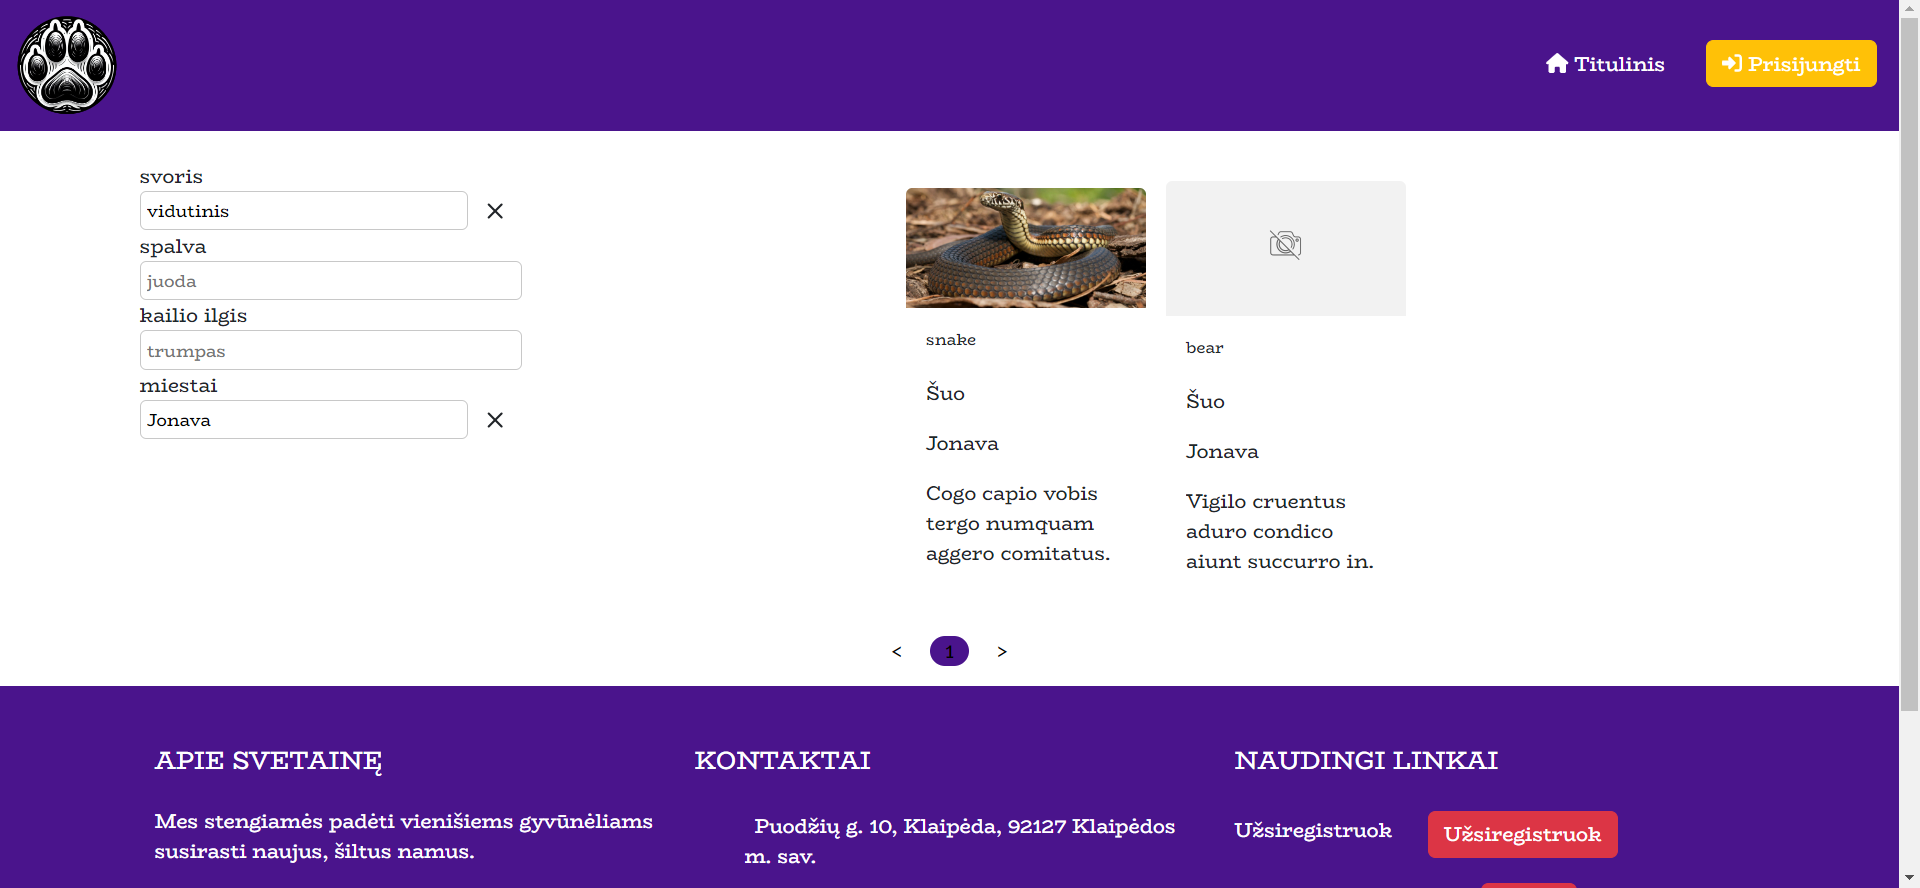 Titulinis
Prisijungti
svoris
vidutinis
spalva
juoda
kailio ilgis
trumpas
miestai
Jonava
snake
Šuo
Jonava
Cogo capio vobis
tergo numquam
aggero comitatus.
bear
Šuo
Jonava
Vigilo cruentus
aduro condico
aiunt succurro in.
< 1 >
APIE SVETAINĘ
Mes stengiamės padėti vienišiems gyvūnėliams
susirasti naujus, šiltus namus.
KONTAKTAI
Puodžių g. 10, Klaipėda, 92127 Klaipėdos
m. sav.
NAUDINGI LINKAI
Užsiregistruok
Užsiregistruok